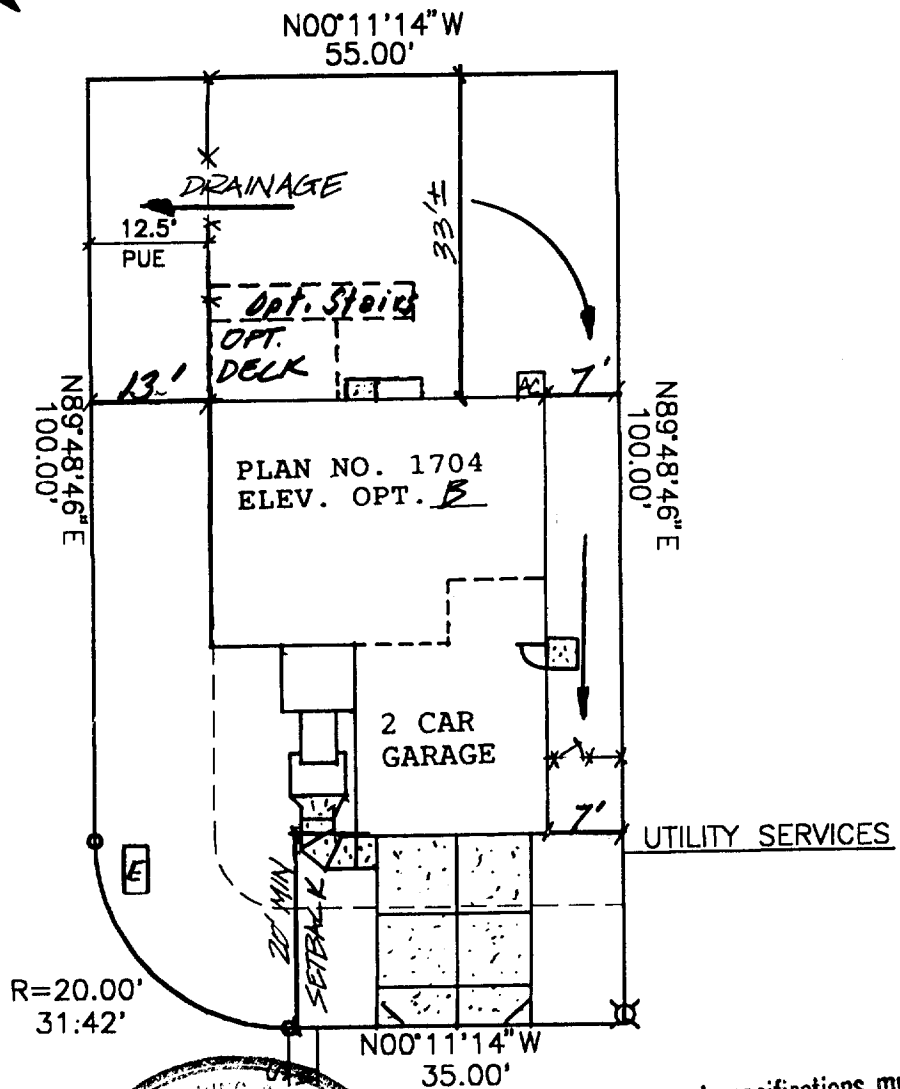 N00°11'14"W
55.00'
DRAINAGE
12.5'
PUE
33'±
Opt. Stairs
OPT.
DECK
13.'
AC
7'
N89°48'46"E
100.00'
N89°48'46"E
100.00'
PLAN NO. 1704
ELEV. OPT. B
2 CAR
GARAGE
7'
UTILITY SERVICES
E
20' MIN
SETBACK
R=20.00'
31:42'
N00°11'14"W
35.00'
specifications